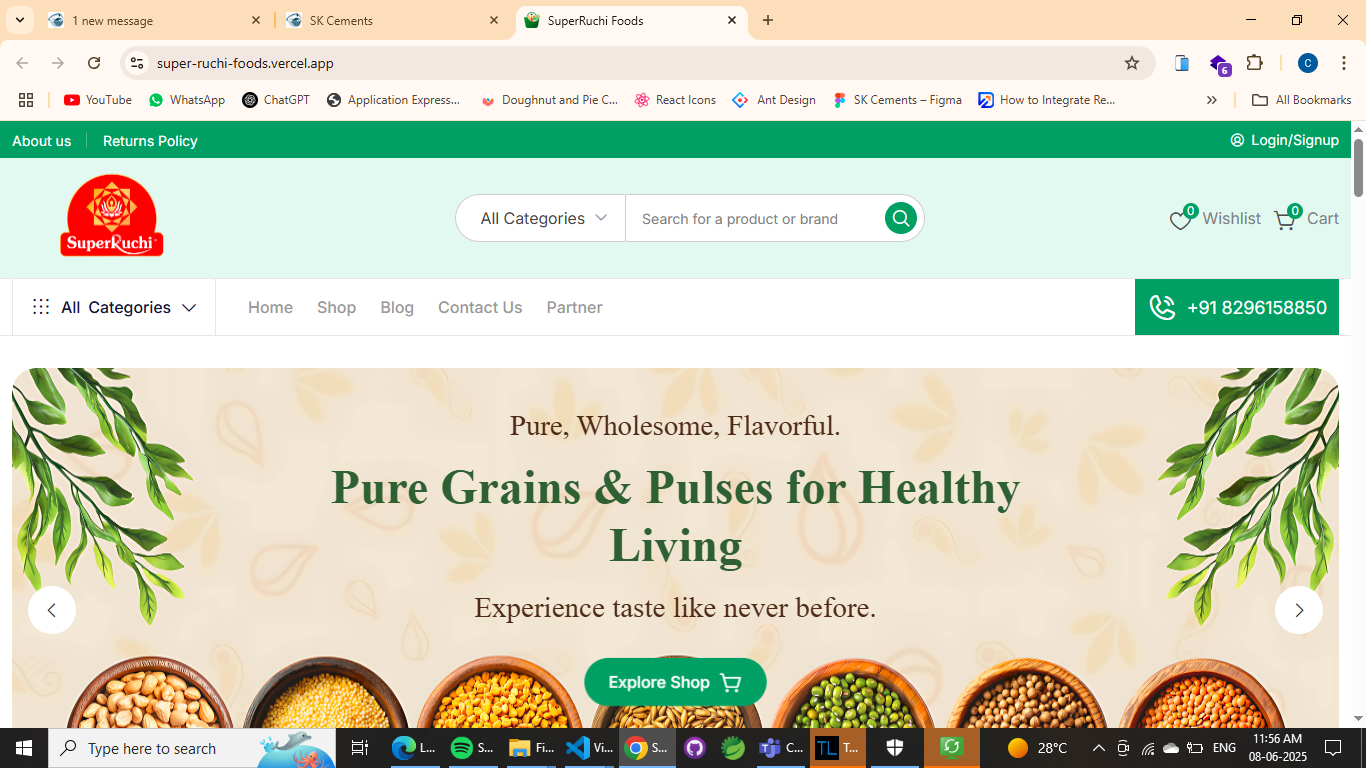 1 new message
SK Cements
SuperRuchi Foods
super-ruchi-foods.vercel.app
6
C
YouTube
WhatsApp
ChatGPT
Application Express...
Doughnut and Pie C...
React Icons
Ant Design
SK Cements – Figma
How to Integrate Re...
All Bookmarks
About us
Returns Policy
Login/Signup
SuperRuchi
All Categories
Search for a product or brand
0
Wishlist
0
Cart
All Categories
Home
Shop
Blog
Contact Us
Partner
+91 8296158850
Pure, Wholesome, Flavorful.
Pure Grains & Pulses for Healthy
Living
Experience taste like never before.
Explore Shop
Type here to search
L...
S...
Fi...
Vi...
S...
C...
TL
T...
28°C
ENG
11:56 AM
08-06-2025